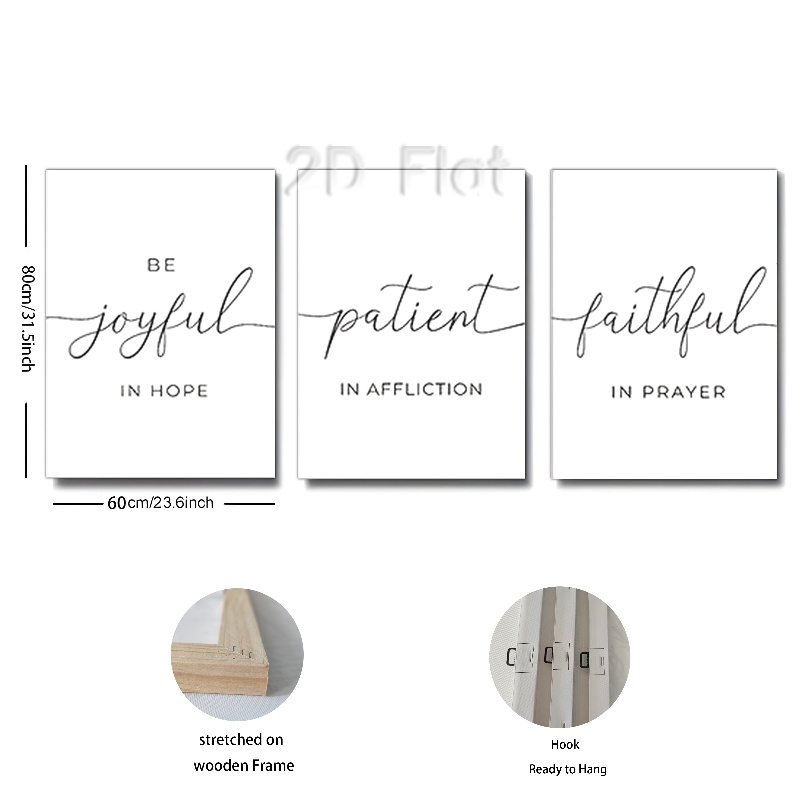 2D Flat
BE
joyful
IN HOPE
patient
IN AFFLICTION
faithful
IN PRAYER
80cm/31.5inch
60cm/23.6inch
stretched on
wooden Frame
Hook
Ready to Hang